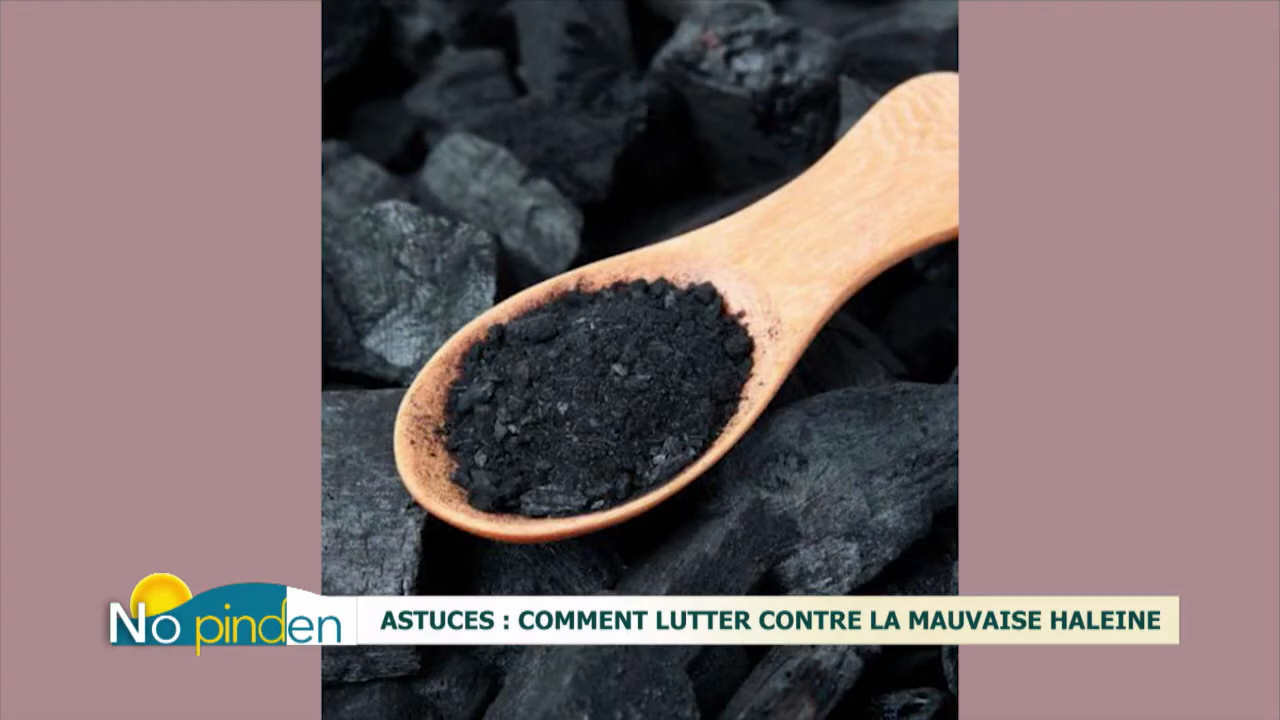 No pinden
ASTUCES : COMMENT LUTTER CONTRE LA MAUVAISE HALEINE